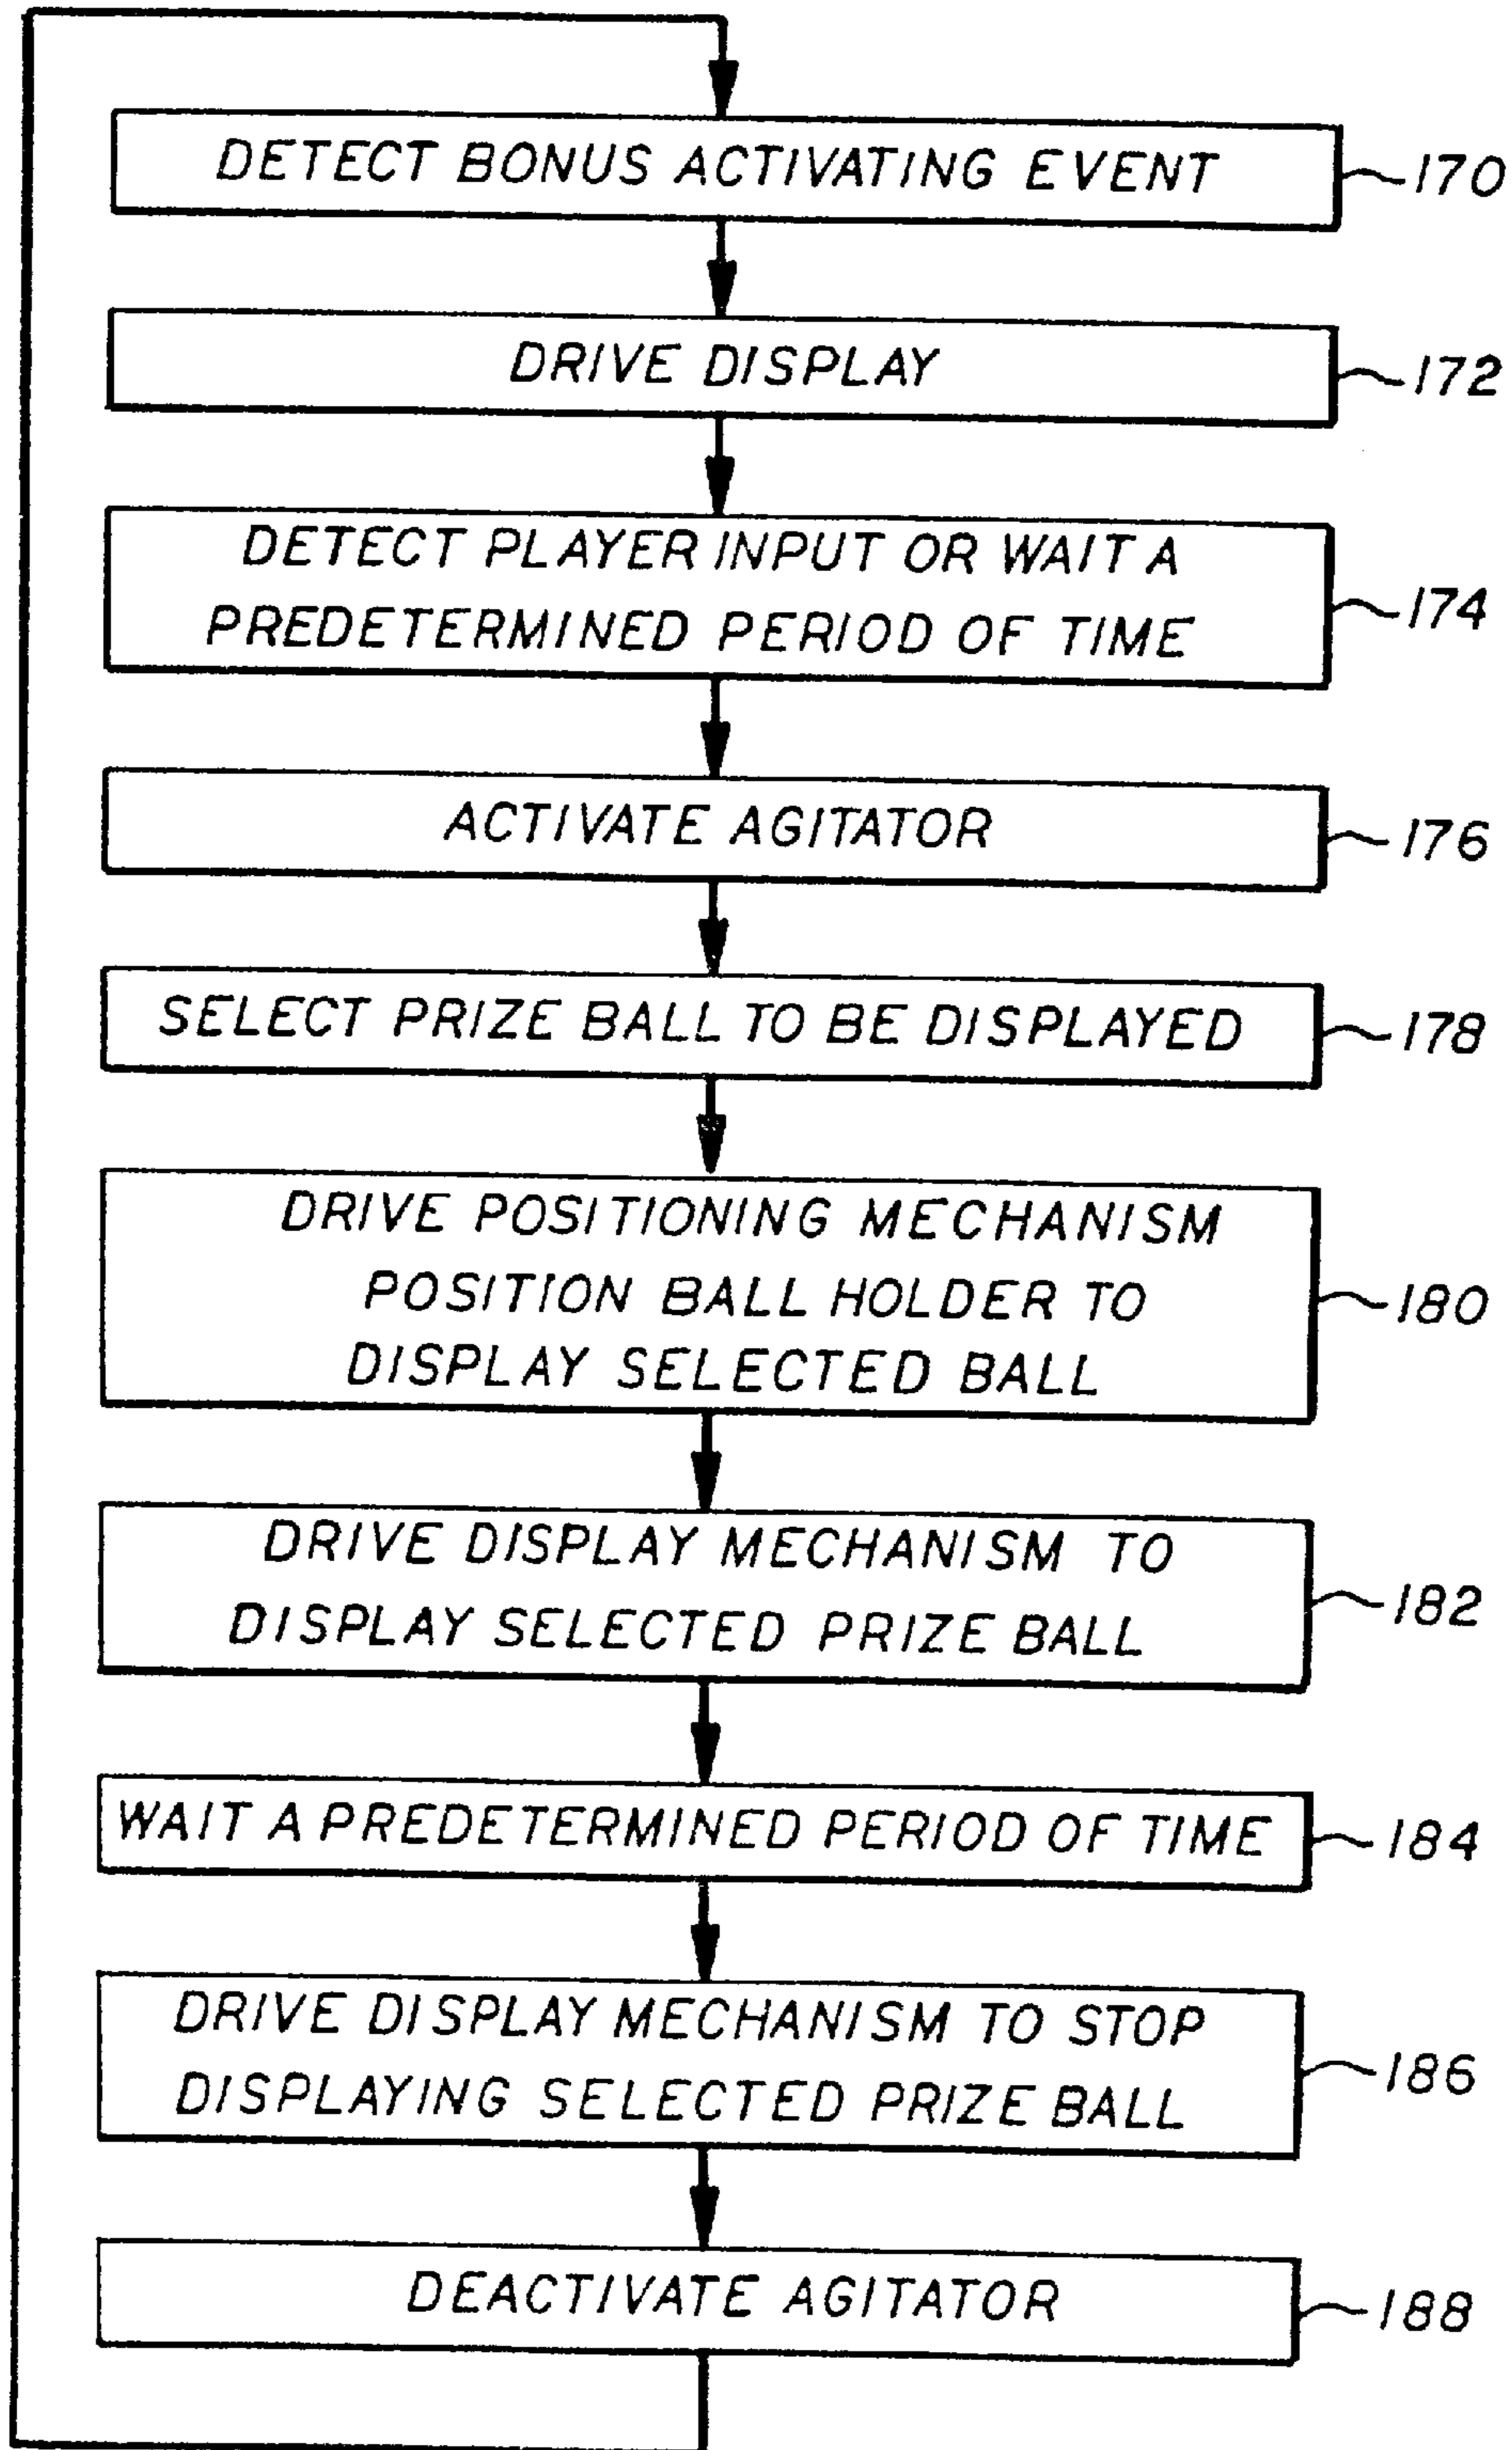 DETECT BONUS ACTIVATING EVENT
170
DRIVE DISPLAY
172
DETECT PLAYER INPUT OR WAIT A
PREDETERMINED PERIOD OF TIME
174
ACTIVATE AGITATOR
176
SELECT PRIZE BALL TO BE DISPLAYED
178
DRIVE POSITIONING MECHANISM
POSITION BALL HOLDER TO
DISPLAY SELECTED BALL
180
DRIVE DISPLAY MECHANISM TO
DISPLAY SELECTED PRIZE BALL
182
WAIT A PREDETERMINED PERIOD OF TIME
184
DRIVE DISPLAY MECHANISM TO STOP
DISPLAYING SELECTED PRIZE BALL
186
DEACTIVATE AGITATOR
188